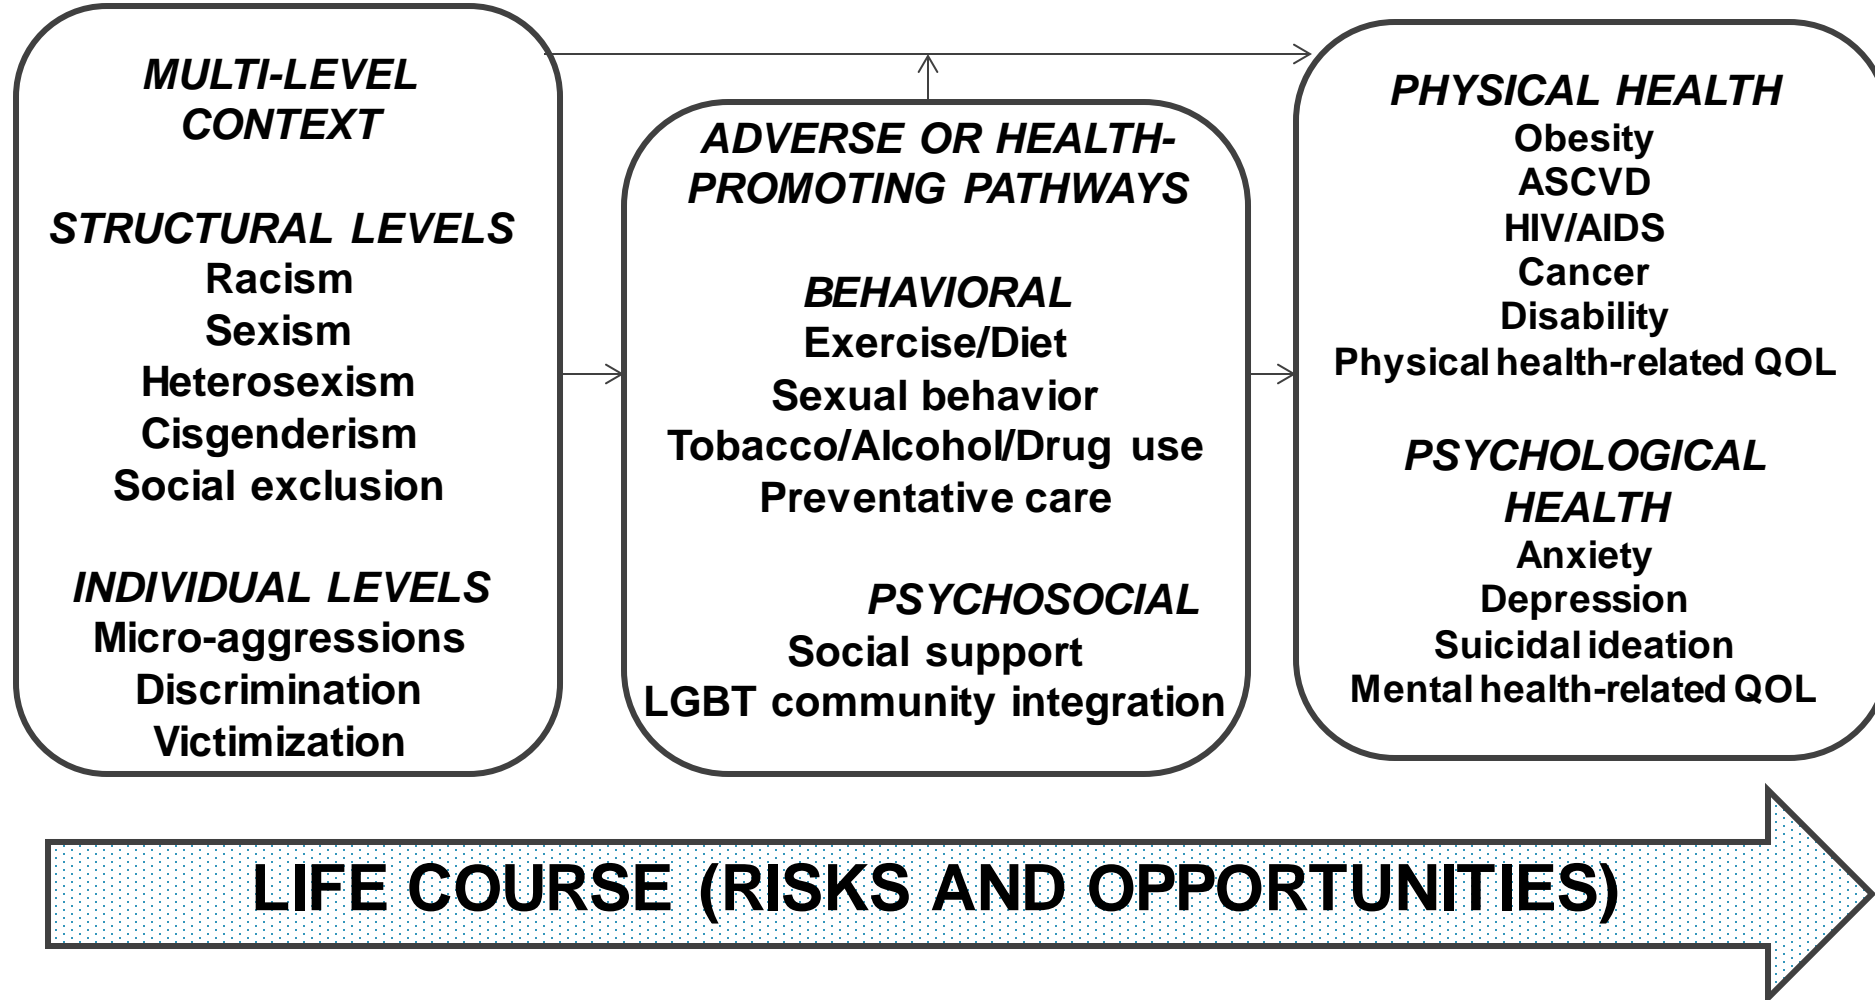 MULTI-LEVEL
CONTEXT
STRUCTURAL LEVELS
Racism
Sexism
Heterosexism
Cisgenderism
Social exclusion
INDIVIDUAL LEVELS
Micro-aggressions
Discrimination
Victimization
ADVERSE OR HEALTH-
PROMOTING PATHWAYS
BEHAVIORAL
Exercise/Diet
Sexual behavior
Tobacco/Alcohol/Drug use
Preventative care
PSYCHOSOCIAL
Social support
LGBT community integration
PHYSICAL HEALTH
Obesity
ASCVD
HIV/AIDS
Cancer
Disability
Physical health-related QOL
PSYCHOLOGICAL
HEALTH
Anxiety
Depression
Suicidal ideation
Mental health-related QOL
LIFE COURSE (RISKS AND OPPORTUNITIES)